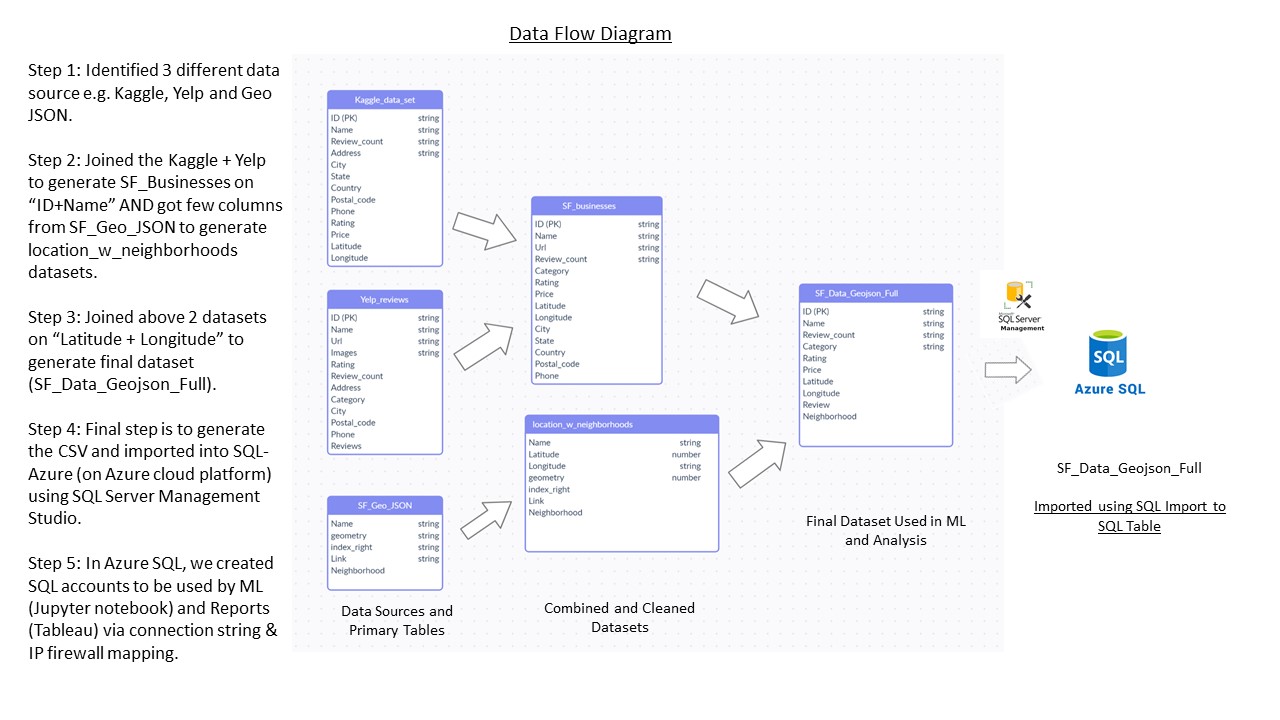 Data Flow Diagram
Step 1: Identified 3 different data
source e.g. Kaggle, Yelp and Geo
JSON.
Step 2: Joined the Kaggle + Yelp
to generate SF_Businesses on
“ID+Name” AND got few columns
from SF_Geo_JSON to generate
location_w_neighborhoods
datasets.
Step 3: Joined above 2 datasets
on “Latitude + Longitude” to
generate final dataset
(SF_Data_Geojson_Full).
Step 4: Final step is to generate
the CSV and imported into SQL-
Azure (on Azure cloud platform)
using SQL Server Management
Studio.
Step 5: In Azure SQL, we created
SQL accounts to be used by ML
(Jupyter notebook) and Reports
(Tableau) via connection string &
IP firewall mapping.
Kaggle_data_set
ID (PK) string
Name string
Review_count string
Address string
City
State
Country
Postal_code
Phone
Rating
Price
Latitude
Longitude
Yelp_reviews
ID (PK) string
Name string
Url string
Images string
Rating
Review_count
Address
Category
City
Postal_code
Phone
Reviews
SF_Geo_JSON
Name string
geometry string
index_right string
Link string
Neighborhood
Data Sources and
Primary Tables
SF_businesses
ID (PK) string
Name string
Url string
Review_count string
Category
Rating
Price
Latitude
Longitude
City
State
Country
Postal_code
Phone
location_w_neighborhoods
Name string
Latitude number
Longitude string
geometry number
index_right
Link
Neighborhood
Combined and Cleaned
Datasets
SF_Data_Geojson_Full
ID (PK) string
Name string
Review_count string
Category string
Rating
Price
Latitude
Longitude
Review
Neighborhood
Final Dataset Used in ML
and Analysis
SQL Server
Management
SQL
Azure SQL
SF_Data_Geojson_Full
Imported using SQL Import to
SQL Table